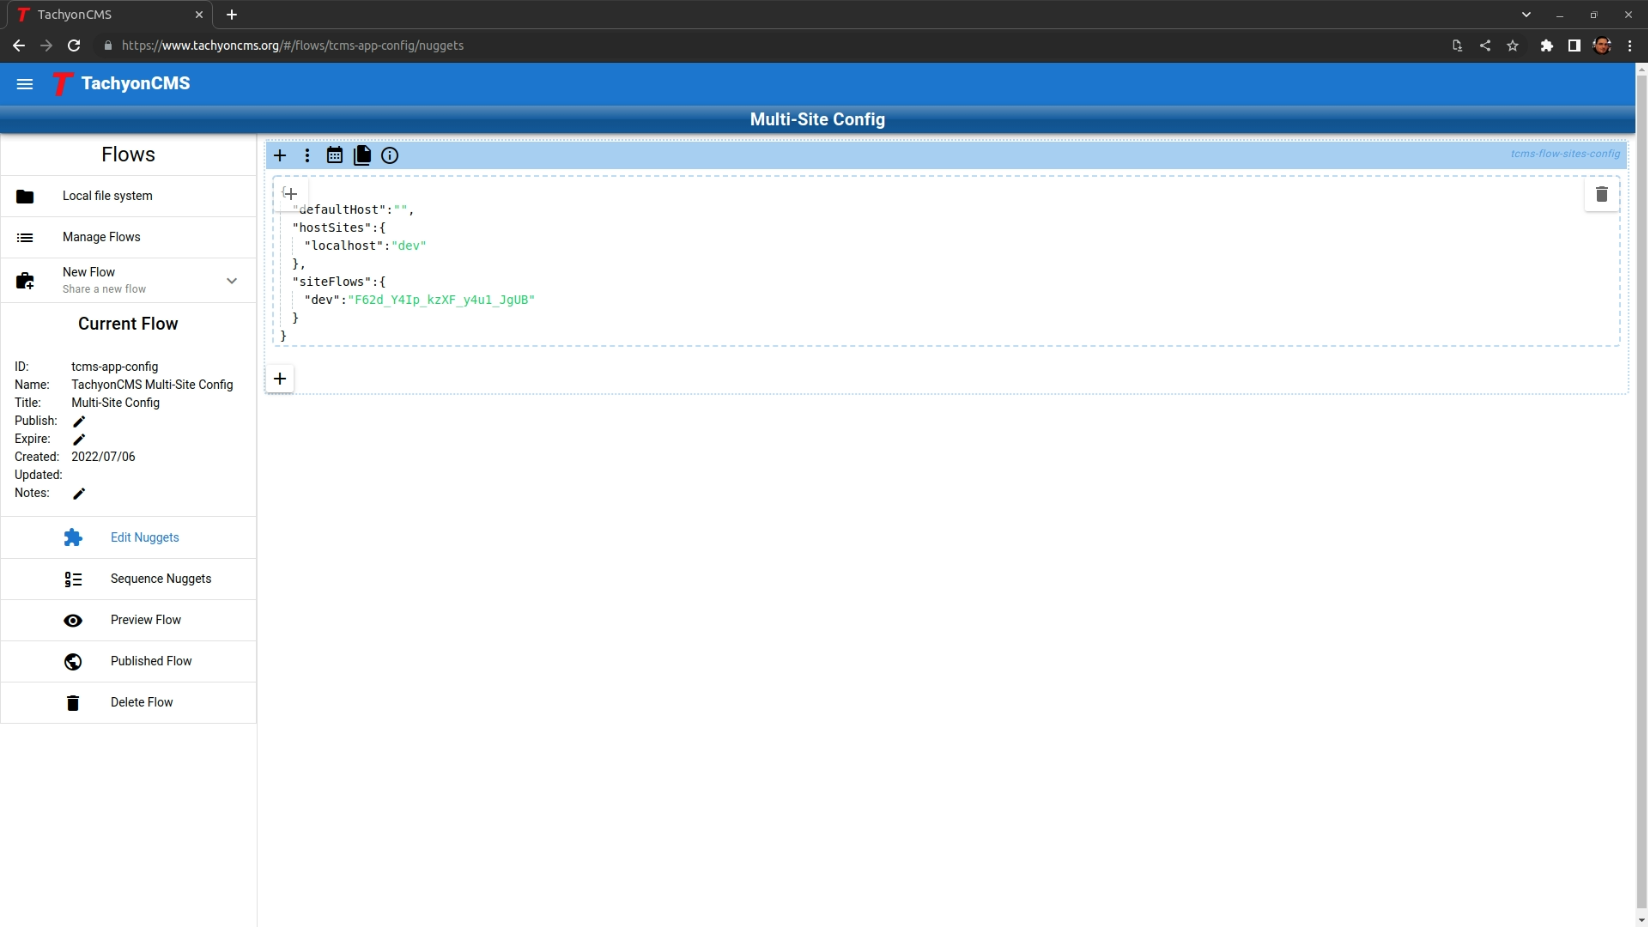 TachyonCMS
https://www.tachyoncms.org/#/flows/tcms-app-config/nuggets
TachyonCMS
Multi-Site Config
Flows
Local file system
Manage Flows
New Flow
Share a new flow
Current Flow
ID: tcms-app-config
Name: TachyonCMS Multi-Site Config
Title: Multi-Site Config
Publish:
Expire:
Created: 2022/07/06
Updated:
Notes:
Edit Nuggets
Sequence Nuggets
Preview Flow
Published Flow
Delete Flow
tcms-flow-sites-config
{
"defaultHost":"",
"hostSites":{
"localhost":"dev"
},
"siteFlows":{
"dev":"F62d_Y4Ip_kzXF_y4u1_JgUB"
}
}